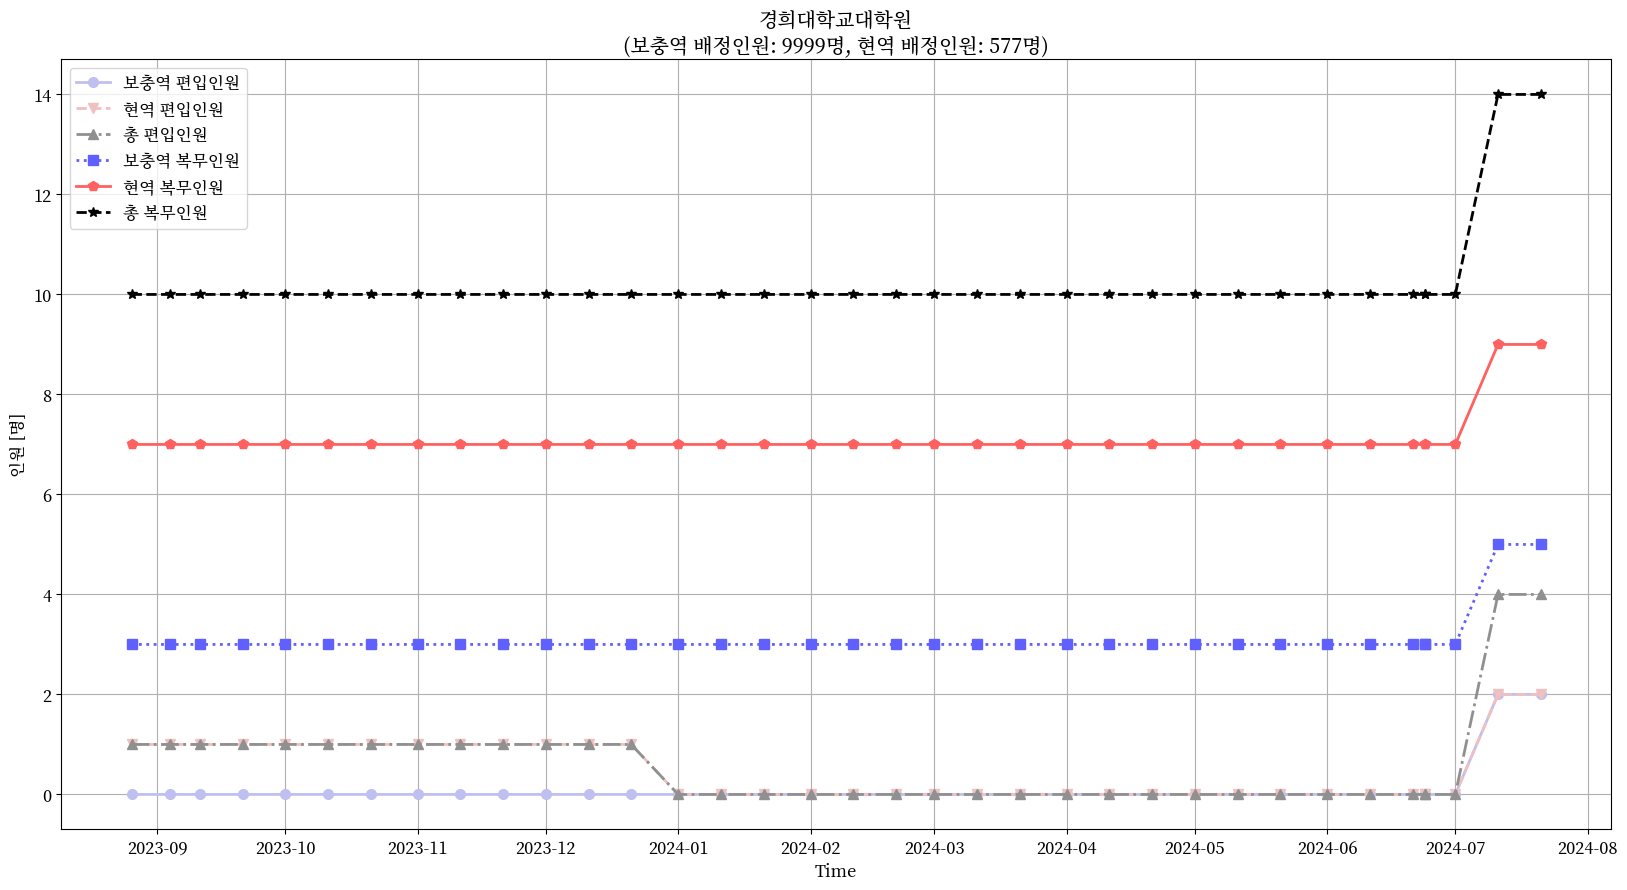 경희대학교대학원
(보충역 배정인원: 9999명, 현역 배정인원: 577명)
보충역 편입인원
현역 편입인원
총 편입인원
보충역 복무인원
현역 복무인원
총 복무인원
14
12
10
8
6
4
2
0
인원 [명]
2023-09
2023-10
2023-11
2023-12
2024-01
2024-02
2024-03
2024-04
2024-05
2024-06
2024-07
2024-08
Time